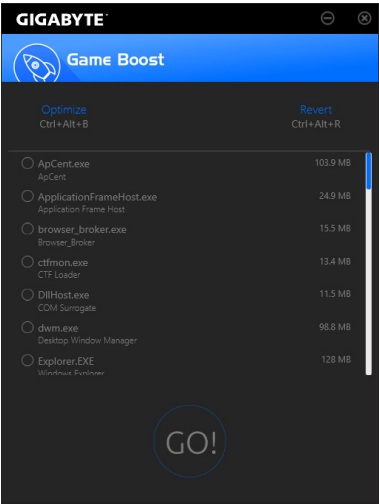 GIGABYTE
Game Boost
Optimize Revert
Ctrl+Alt+B Ctrl+Alt+R
ApCent.exe 103.9 MB
ApCent
ApplicationFrameHost.exe 24.9 MB
Application Frame Host
browser_broker.exe 15.5 MB
Browser_Broker
ctfmon.exe 13.4 MB
CTF Loader
DllHost.exe 11.5 MB
COM Surrogate
dwm.exe 98.8 MB
Desktop Window Manager
Explorer.EXE 128 MB
Windows Explorer
GO!